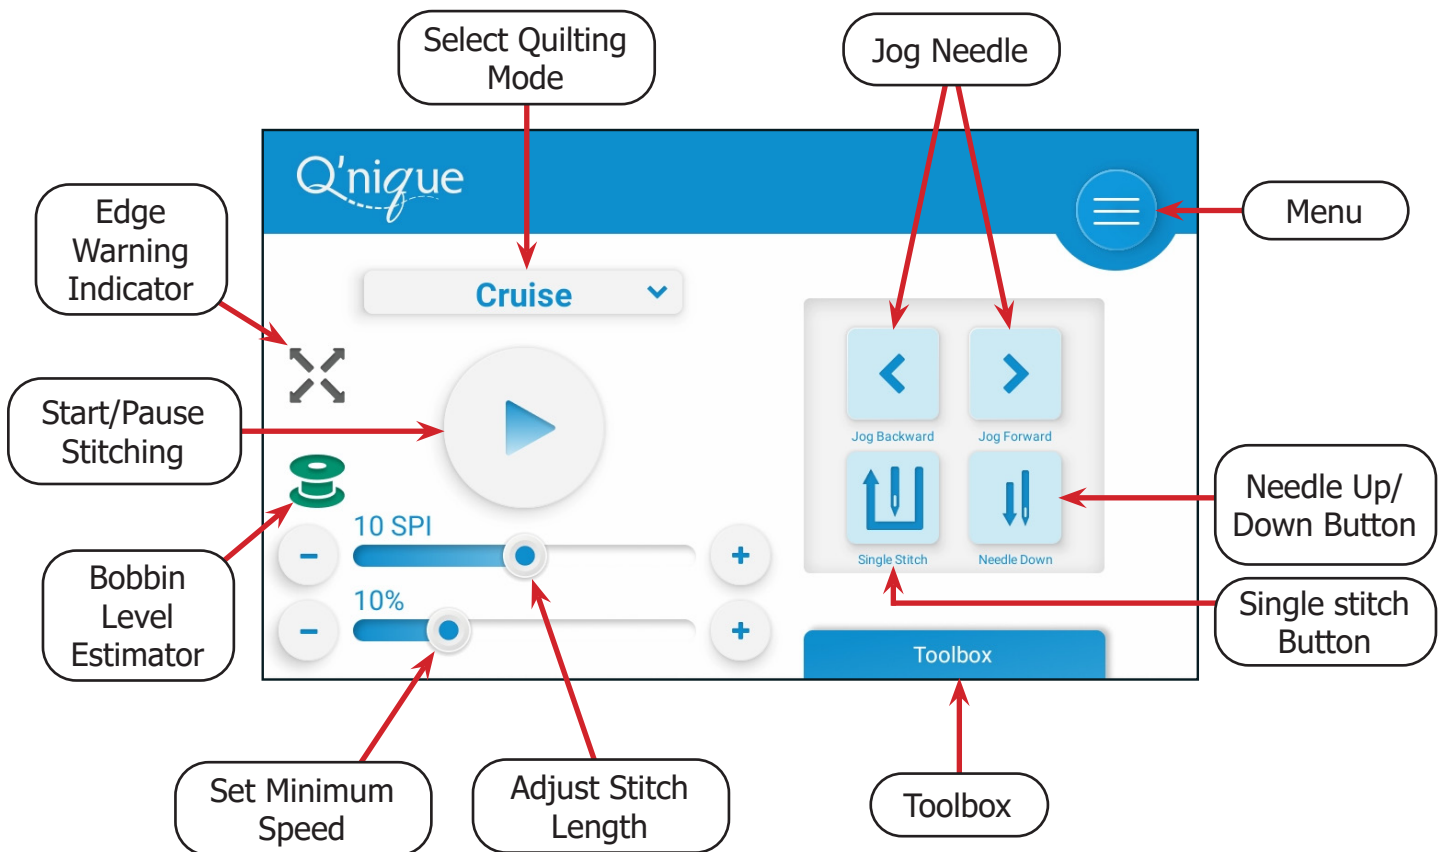 Select Quilting
Mode
Jog Needle
Q'nique
Edge
Warning
Indicator
Menu
Cruise
Start/Pause
Stitching
Jog Backward
Jog Forward
Needle Up/
Down Button
10 SPI
Single Stitch
Needle Down
Bobbin
Level
Estimator
10%
Single stitch
Button
Toolbox
Set Minimum
Speed
Adjust Stitch
Length
Toolbox